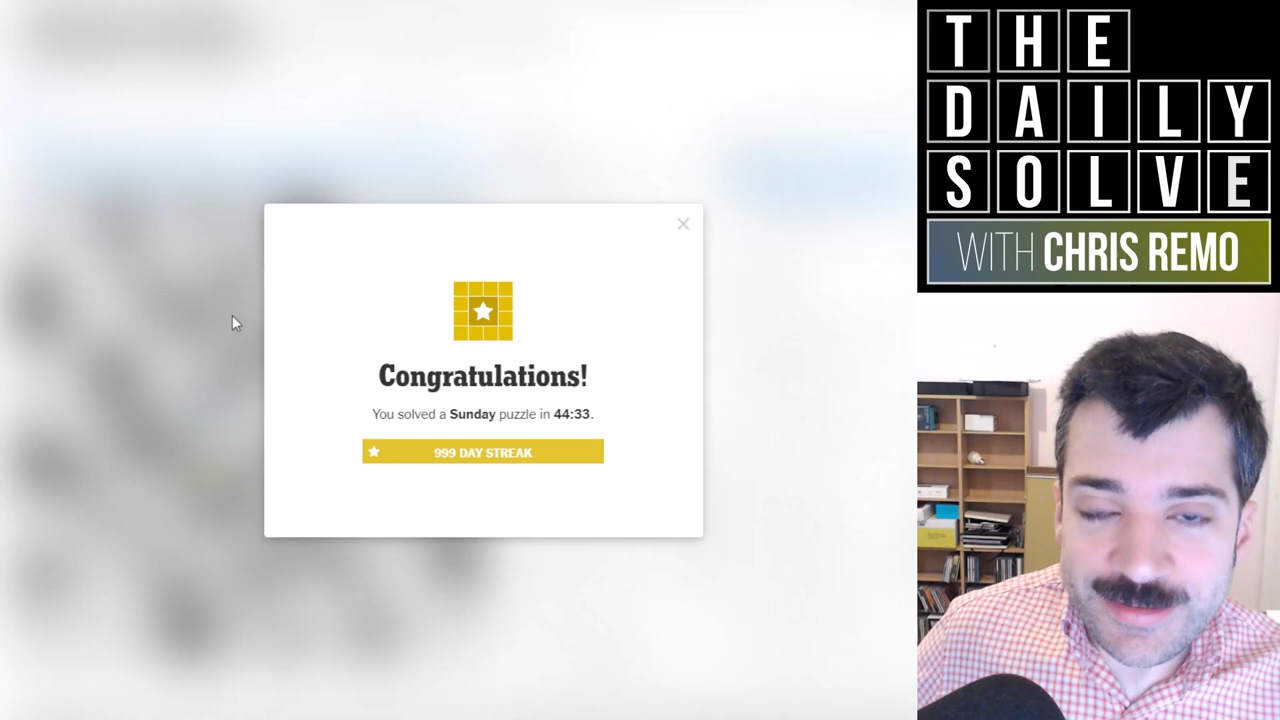 THE
DAILY
SOLVE
WITH CHRIS REMO
Congratulations!
You solved a Sunday puzzle in 44:33.
999 DAY STREAK